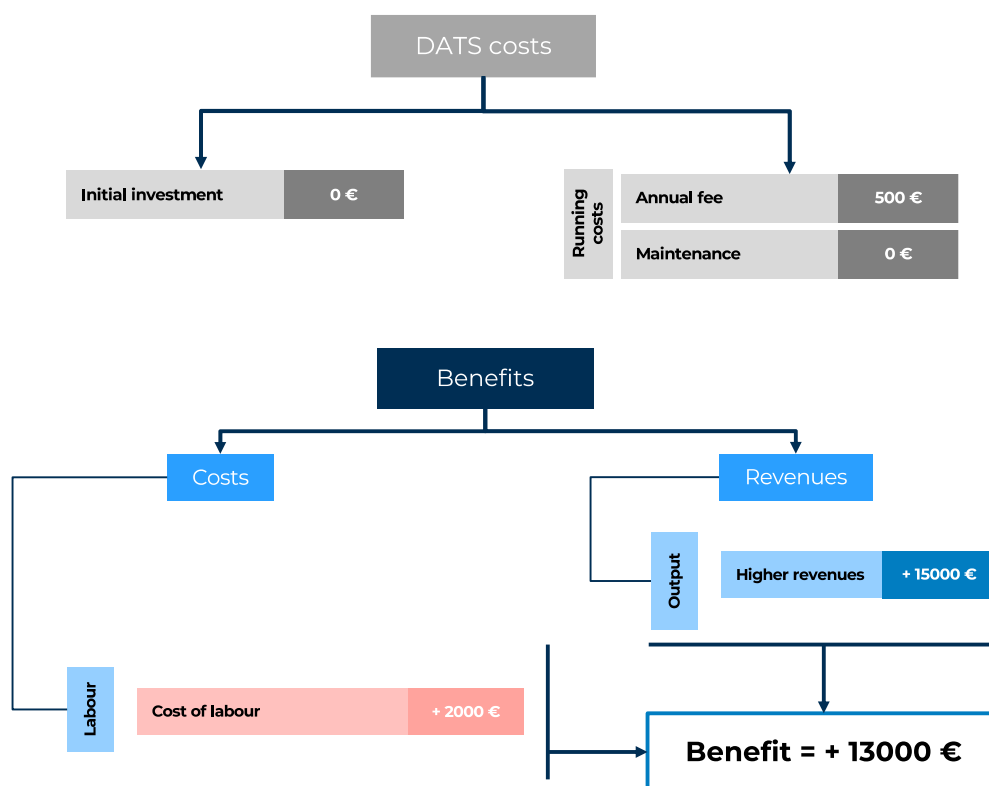 DATS costs
Initial investment
0 €
Running
costs
Annual fee
500 €
Maintenance
0 €
Benefits
Costs
Revenues
Output
Higher revenues
+ 15000 €
Labour
Cost of labour
+ 2000 €
Benefit = + 13000 €